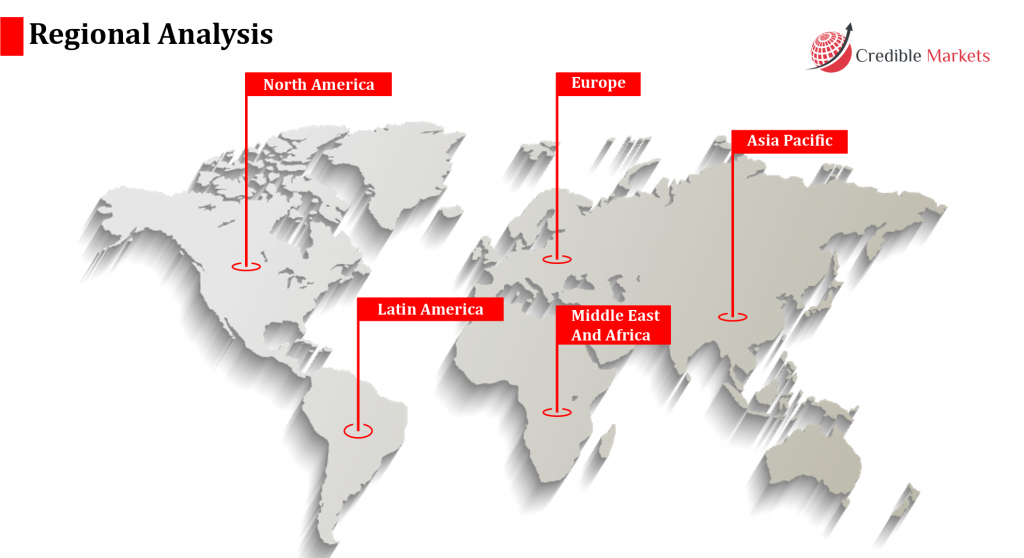 Regional Analysis
Credible Markets
North America
Europe
Asia Pacific
Latin America
Middle East
And Africa